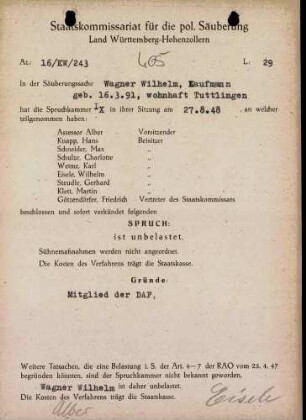 Staatskommissariat für die pol. Säuberung
Land Württemberg-Hohenzollern
Az: 16/KW/243
405
L: 29
In der Säuberungssache Wagner Wilhelm, Kaufmann
geb. 16.3.91, wohnhaft Tuttlingen
hat die Spruchkammer IX in ihrer Sitzung am 27.8.48, an welcher
teilgenommen haben:
Assessor Alber Vorsitzender
Knapp, Hans Beisitzer
Schneider, Max "
Schulze, Charlotte "
Weinz, Karl "
Eisele, Wilhelm "
Strudle, Gerhard "
Klett, Martin "
Götzendörfer, Friedrich Vertreter des Staatskommissars
beschlossen und sofort verkündet folgenden
SPRUCH:
ist unbelastet.
Sühnemaßnahmen werden nicht angeordnet.
Die Kosten des Verfahrens trägt die Staatskasse.
Gründe:
Mitglied der DAF,
Weitere Tatsachen, die eine Belastung i. S. der Art. 4—7 der RAO vom 25. 4. 47
begründen könnten, sind der Spruchkammer nicht bekannt geworden.
Wagner Wilhelm ist daher unbelastet.
Die Kosten des Verfahrens trägt die Staatskasse.
Alber
Eisele